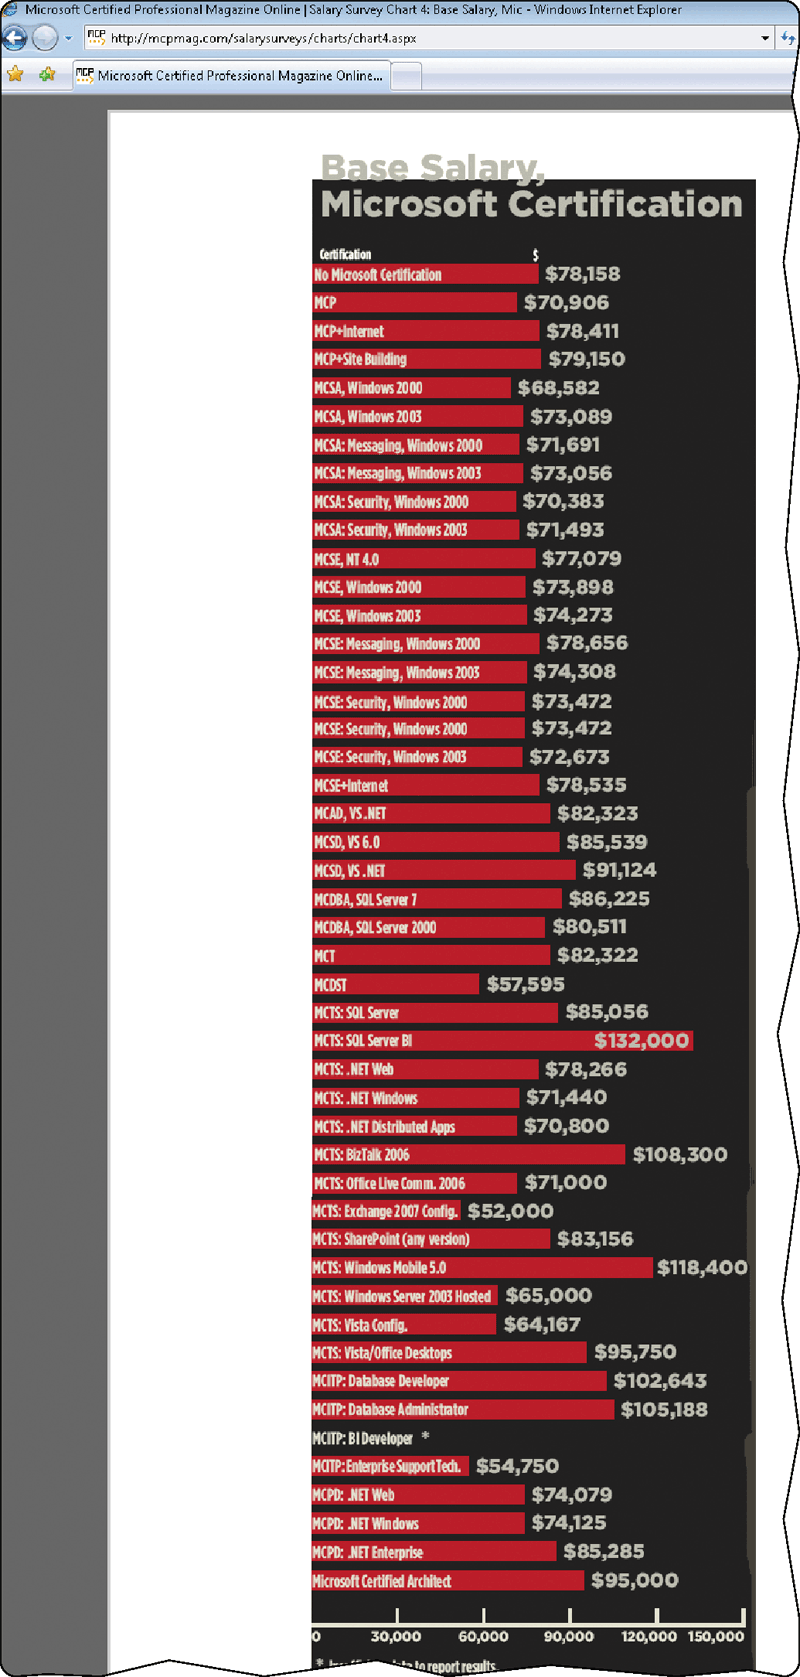 Microsoft Certified Professional Magazine Online | Salary Survey Chart 4: Base Salary, Mic - Windows Internet Explorer
MCP http://mcpmag.com/salarysurveys/charts/chart4.aspx
MCP Microsoft Certified Professional Magazine Online...
Base Salary,
Microsoft Certification
Certification $
No Microsoft Certification $78,158
MCP $70,906
MCP+Internet $78,411
MCP+Site Building $79,150
MCSA, Windows 2000 $68,582
MCSA, Windows 2003 $73,089
MCSA: Messaging, Windows 2000 $71,691
MCSA: Messaging, Windows 2003 $73,056
MCSA: Security, Windows 2000 $70,383
MCSA: Security, Windows 2003 $71,493
MCSE, NT 4.0 $77,079
MCSE, Windows 2000 $73,898
MCSE, Windows 2003 $74,273
MCSE: Messaging, Windows 2000 $78,656
MCSE: Messaging, Windows 2003 $74,308
MCSE: Security, Windows 2000 $73,472
MCSE: Security, Windows 2000 $73,472
MCSE: Security, Windows 2003 $72,673
MCSE+Internet $78,535
MCAD, VS .NET $82,323
MCSD, VS 6.0 $85,539
MCSD, VS .NET $91,124
MCDBA, SQL Server 7 $86,225
MCDBA, SQL Server 2000 $80,511
MCT $82,322
MCDST $57,595
MCTS: SQL Server $85,056
MCTS: SQL Server BI $132,000
MCTS: .NET Web $78,266
MCTS: .NET Windows $71,440
MCTS: .NET Distributed Apps $70,800
MCTS: BizTalk 2006 $108,300
MCTS: Office Live Comm. 2006 $71,000
MCTS: Exchange 2007 Config. $52,000
MCTS: SharePoint (any version) $83,156
MCTS: Windows Mobile 5.0 $118,400
MCTS: Windows Server 2003 Hosted $65,000
MCTS: Vista Config. $64,167
MCTS: Vista/Office Desktops $95,750
MCITP: Database Developer $102,643
MCITP: Database Administrator $105,188
MCITP: BI Developer *
MCITP: Enterprise Support Tech. $54,750
MCPD: .NET Web $74,079
MCPD: .NET Windows $74,125
MCPD: .NET Enterprise $85,285
Microsoft Certified Architect $95,000
0 30,000 60,000 90,000 120,000 150,000
* to report results.